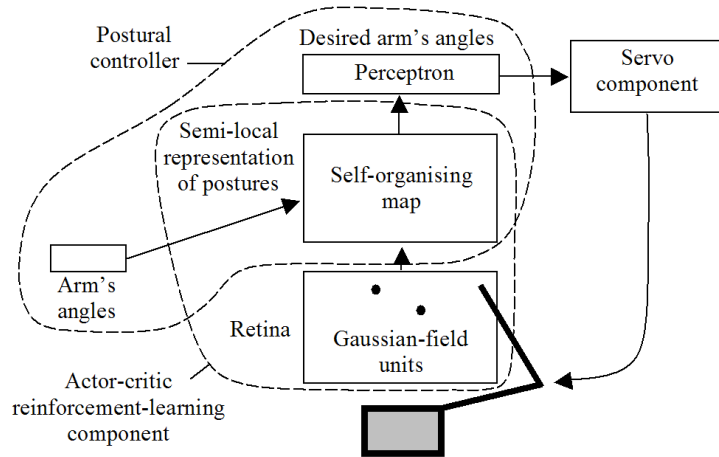 Postural
controller
Desired arm's angles
Perceptron
Servo
component
Semi-local
representation
of postures
Self-organising
map
Arm's
angles
Retina
Gaussian-field
units
Actor-critic
reinforcement-learning
component